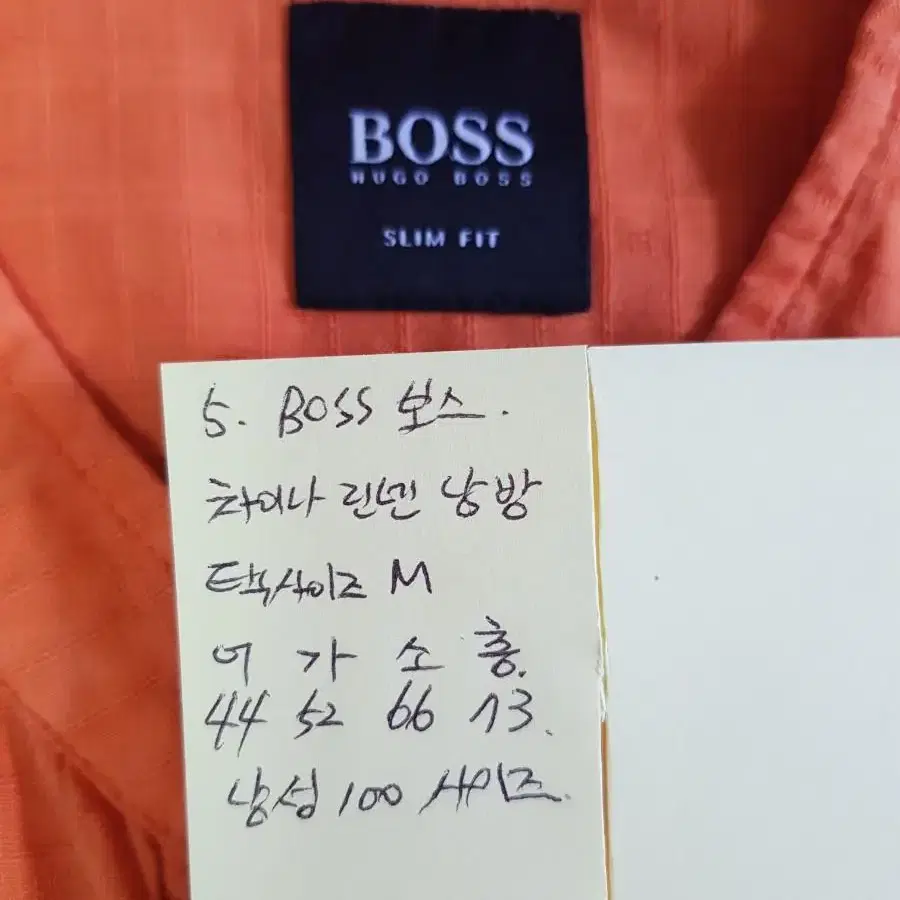 BOSS
HUGO BOSS
SLIM FIT
5. BOSS 보스.
차이나 린넨 남방
택사이즈 M
어 가 소 총.
44 52 66 73.
남성 100 사이즈.